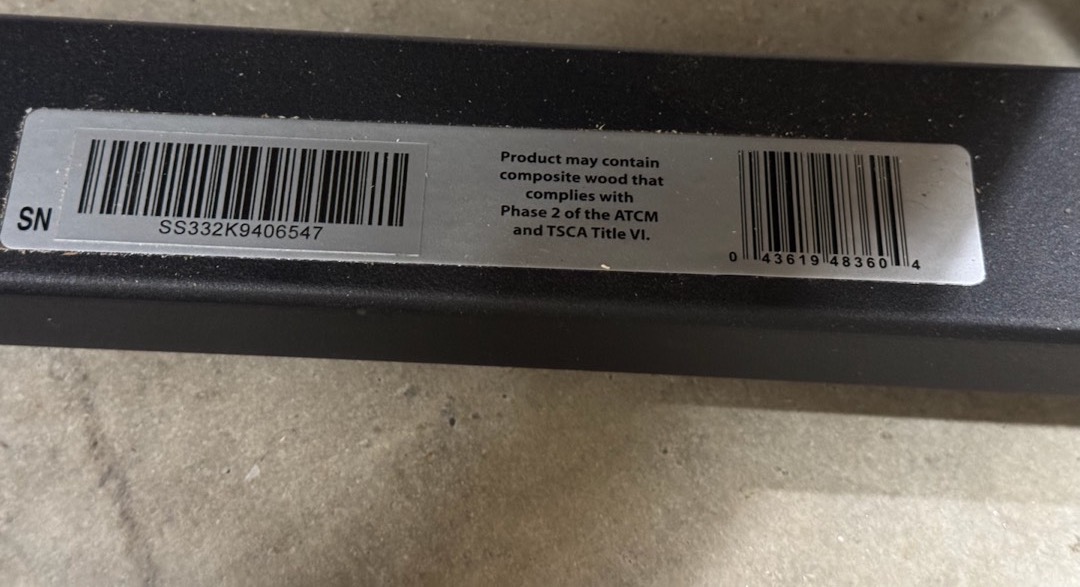 SN
SS332K9406547
Product may contain
composite wood that
complies with
Phase 2 of the ATCM
and TSCA Title VI.
0 43619 48360 4